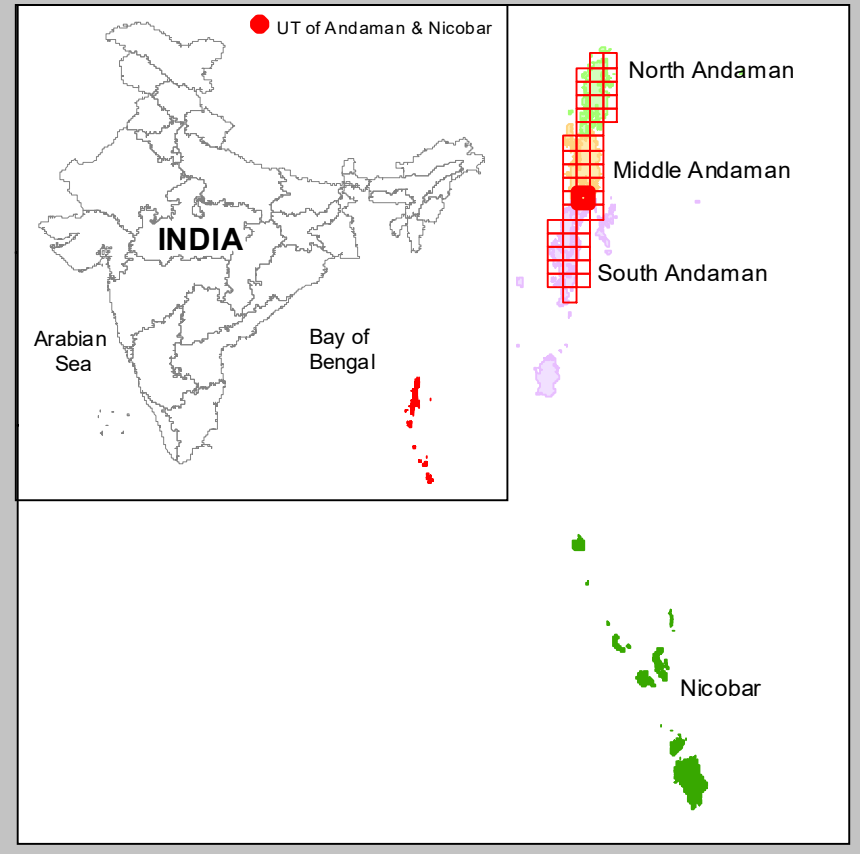 UT of Andaman & Nicobar
North Andaman
Middle Andaman
INDIA
South Andaman
Arabian
Sea
Bay of
Bengal
Nicobar